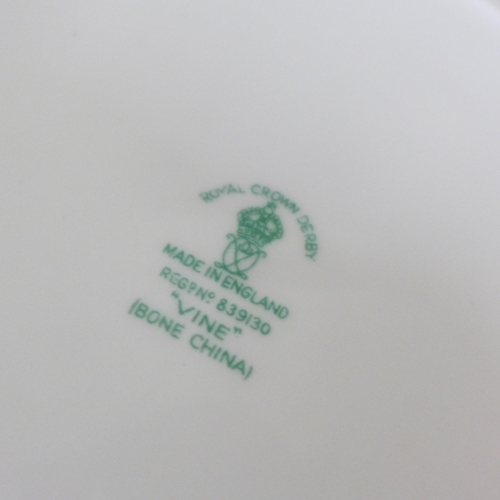 ROYAL CROWN DERBY
MADE IN ENGLAND
REGD No 839130
"VINE"
(BONE CHINA)